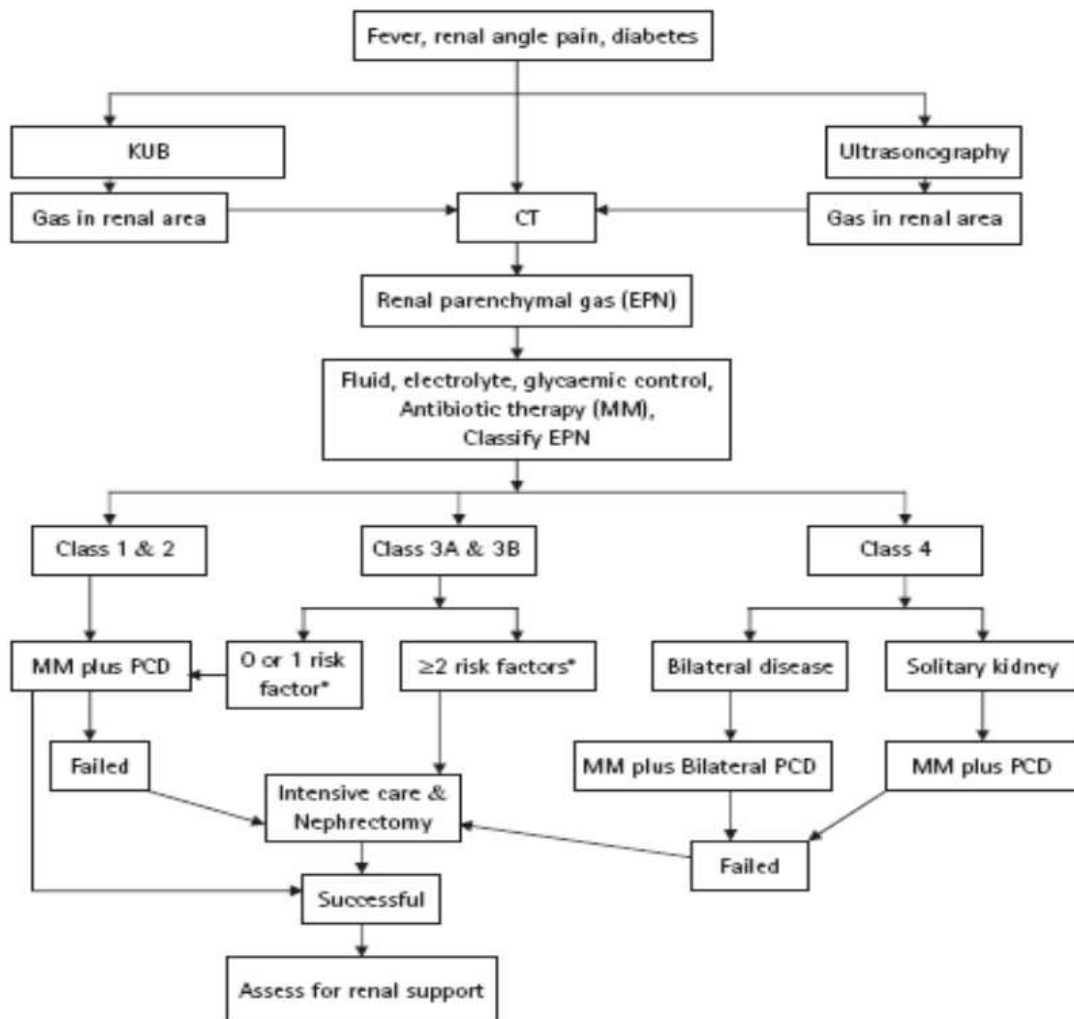 Fever, renal angle pain, diabetes
KUB
Ultrasonography
Gas in renal area
CT
Gas in renal area
Renal parenchymal gas (EPN)
Fluid, electrolyte, glycaemic control,
Antibiotic therapy (MM),
Classify EPN
Class 1 & 2
Class 3A & 3B
Class 4
MM plus PCD
0 or 1 risk
factor*
≥2 risk factors*
Bilateral disease
Solitary kidney
Failed
MM plus Bilateral PCD
MM plus PCD
Intensive care &
Nephrectomy
Failed
Successful
Assess for renal support